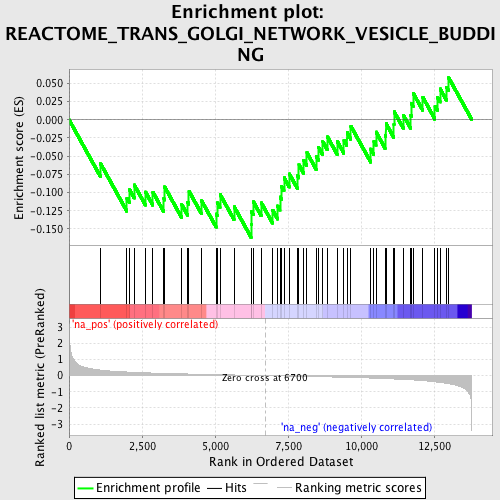 Enrichment plot:
REACTOME_TRANS_GOLGI_NETWORK_VESICLE_BUDDI
NG
Enrichment score (ES)
0.050
0.025
0.000
-0.025
-0.050
-0.075
-0.100
-0.125
-0.150
'na_pos' (positively correlated)
Ranked list metric (PreRanked)
3
2
1
0
-1
-2
-3
Zero cross at 6700
'na_neg' (negatively correlated)
0
2,500
5,000
7,500
10,000
12,500
Rank in Ordered Dataset
Enrichment profile
Hits
Ranking metric scores